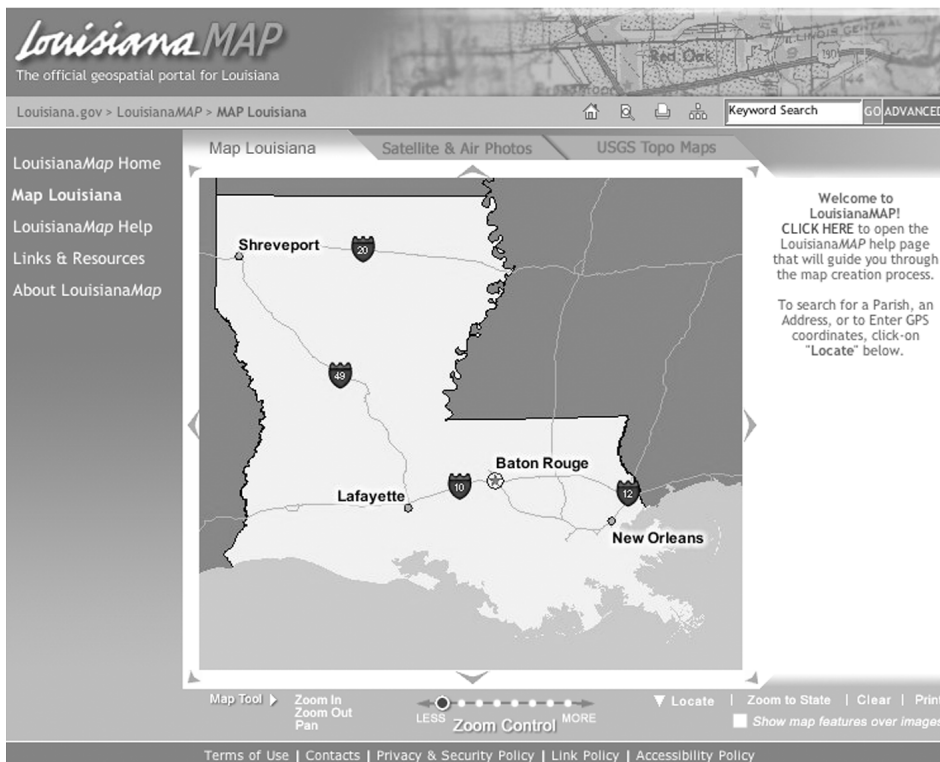 Louisiana MAP
The official geospatial portal for Louisiana
Red Oak
ILLINOIS CENTRAL
190
Louisiana.gov > LouisianaMAP > MAP Louisiana
Keyword Search
GO
ADVANCED
LouisianaMap Home
Map Louisiana
LouisianaMap Help
Links & Resources
About LouisianaMap
Map Louisiana
Satellite & Air Photos
USGS Topo Maps
Shreveport
20
49
Baton Rouge
10
Lafayette
12
New Orleans
Welcome to
LouisianaMAP!
CLICK HERE to open the
LouisianaMAP help page
that will guide you through
the map creation process.
To search for a Parish, an
Address, or to Enter GPS
coordinates, click-on
"Locate" below.
Map Tool
Zoom In
Zoom Out
Pan
LESS
Zoom Control
MORE
Locate | Zoom to State | Clear | Print
Show map features over images
Terms of Use | Contacts | Privacy & Security Policy | Link Policy | Accessibility Policy